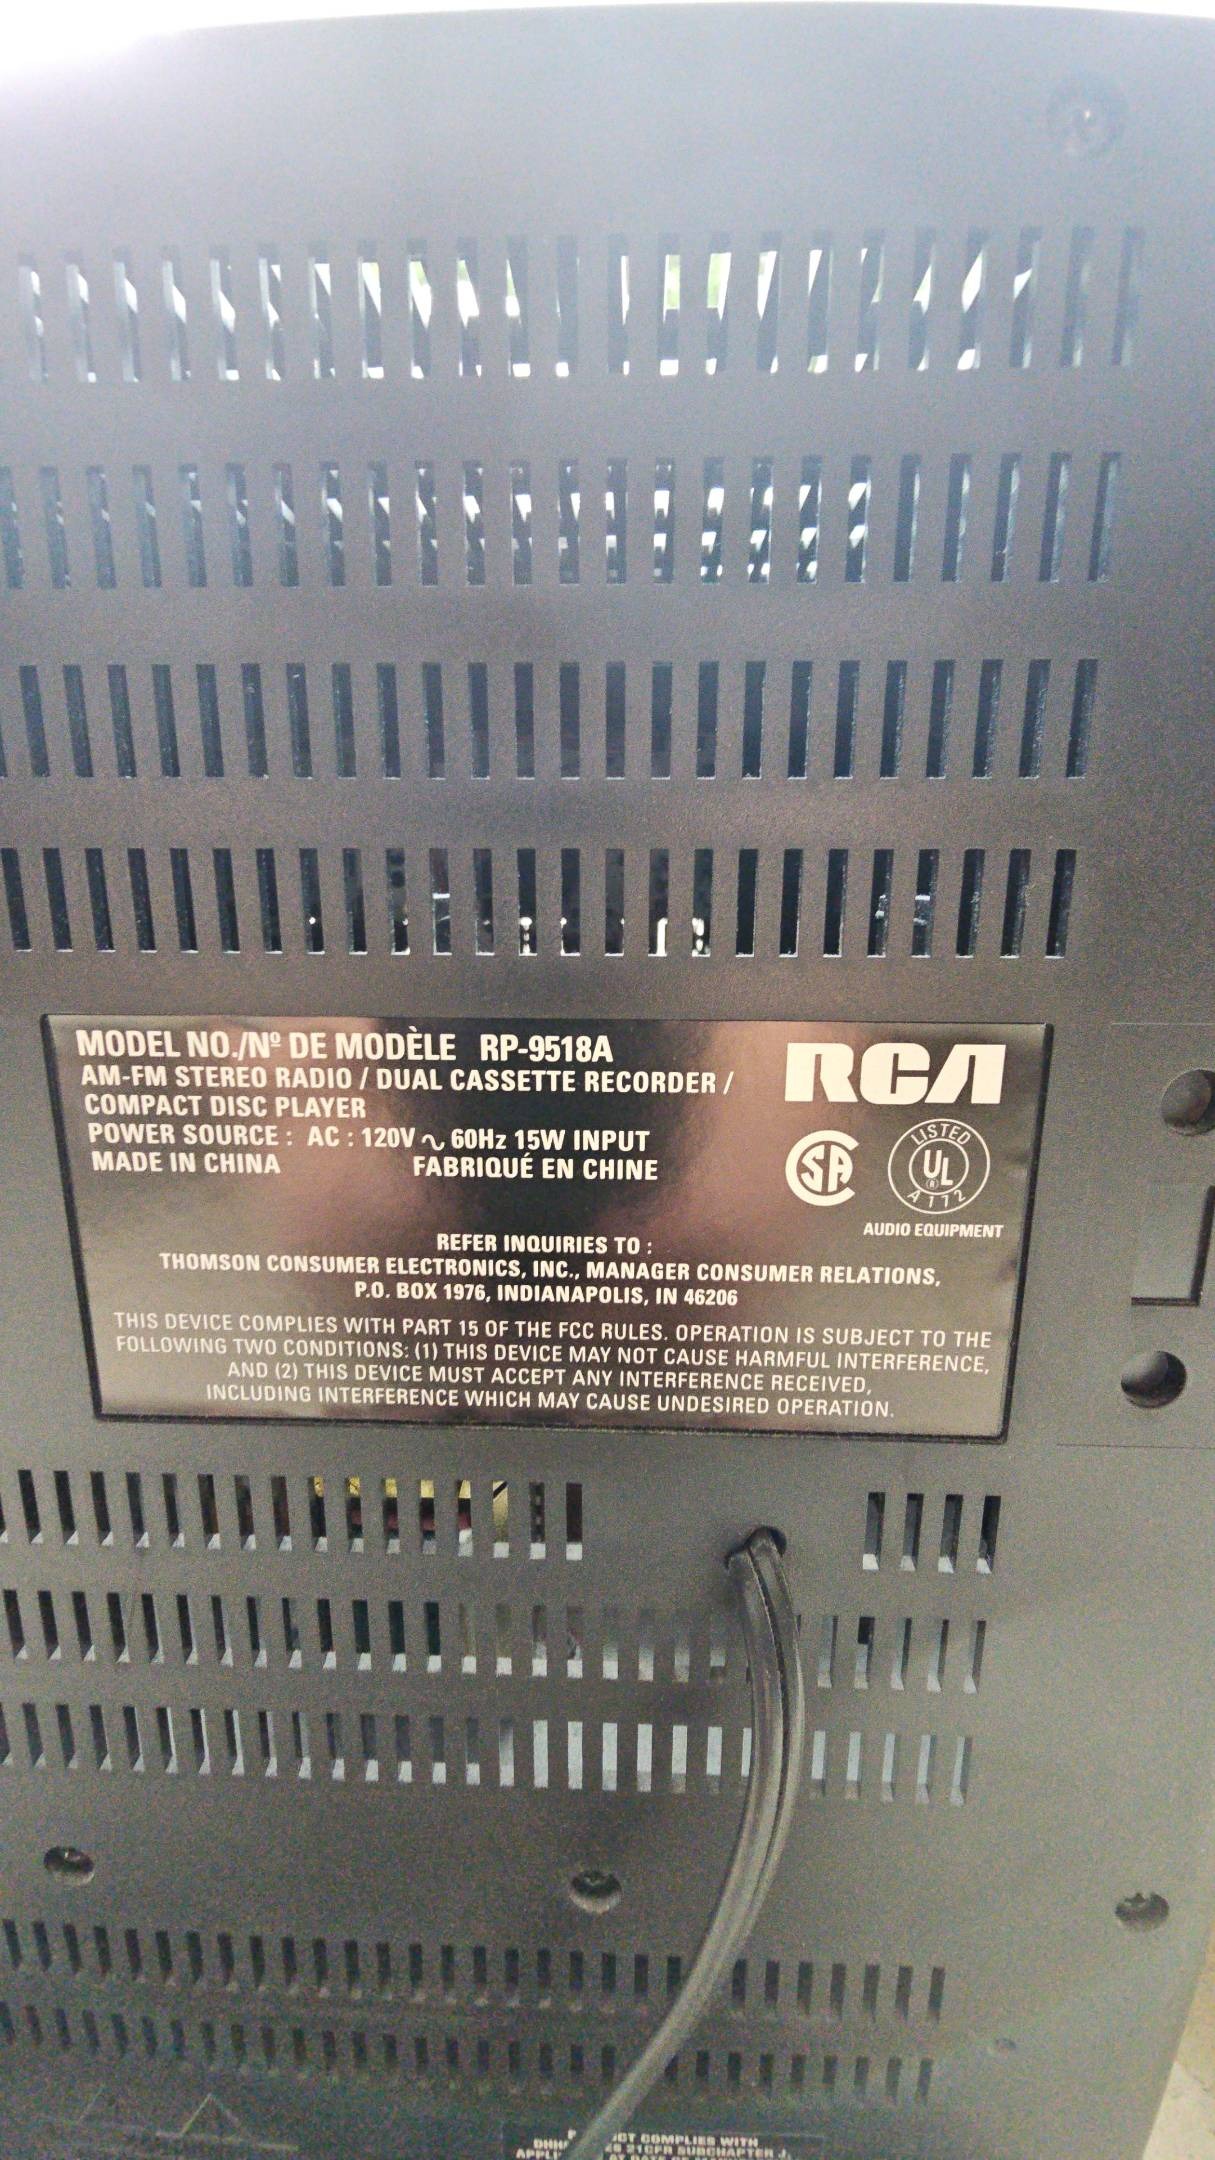 MODEL NO./Nº DE MODÈLE RP-9518A
AM-FM STEREO RADIO / DUAL CASSETTE RECORDER /
COMPACT DISC PLAYER
POWER SOURCE : AC : 120V ∿ 60Hz 15W INPUT
MADE IN CHINA FABRIQUÉ EN CHINE
RCA
SA
LISTED
UL
®
A172
AUDIO EQUIPMENT
REFER INQUIRIES TO :
THOMSON CONSUMER ELECTRONICS, INC., MANAGER CONSUMER RELATIONS,
P.O. BOX 1976, INDIANAPOLIS, IN 46206
THIS DEVICE COMPLIES WITH PART 15 OF THE FCC RULES. OPERATION IS SUBJECT TO THE
FOLLOWING TWO CONDITIONS: (1) THIS DEVICE MAY NOT CAUSE HARMFUL INTERFERENCE,
AND (2) THIS DEVICE MUST ACCEPT ANY INTERFERENCE RECEIVED,
INCLUDING INTERFERENCE WHICH MAY CAUSE UNDESIRED OPERATION.
COMPLIES WITH
21CFR SUBCHAPTER J.